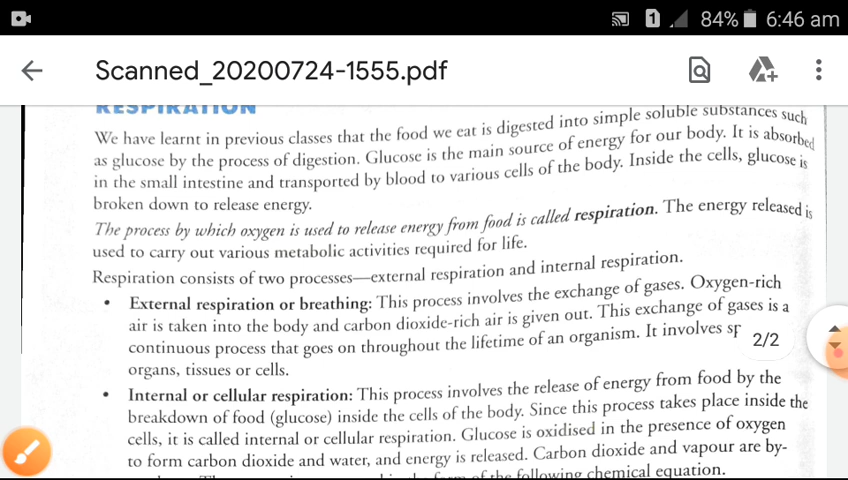 1 84% 6:46 am
Scanned_20200724-1555.pdf
RESPIRATION
We have learnt in previous classes that the food we eat is digested into simple soluble substances such
as glucose by the process of digestion. Glucose is the main source of energy for our body. It is absorbed
in the small intestine and transported by blood to various cells of the body. Inside the cells, glucose is
broken down to release energy.
The process by which oxygen is used to release energy from food is called respiration. The energy released is
used to carry out various metabolic activities required for life.
Respiration consists of two processes—external respiration and internal respiration.
• External respiration or breathing: This process involves the exchange of gases. Oxygen-rich
air is taken into the body and carbon dioxide-rich air is given out. This exchange of gases is a
continuous process that goes on throughout the lifetime of an organism. It involves sp
2/2
organs, tissues or cells.
• Internal or cellular respiration: This process involves the release of energy from food by the
breakdown of food (glucose) inside the cells of the body. Since this process takes place inside the
cells, it is called internal or cellular respiration. Glucose is oxidised in the presence of oxygen
to form carbon dioxide and water, and energy is released. Carbon dioxide and vapour are by-
form of the following chemical equation.